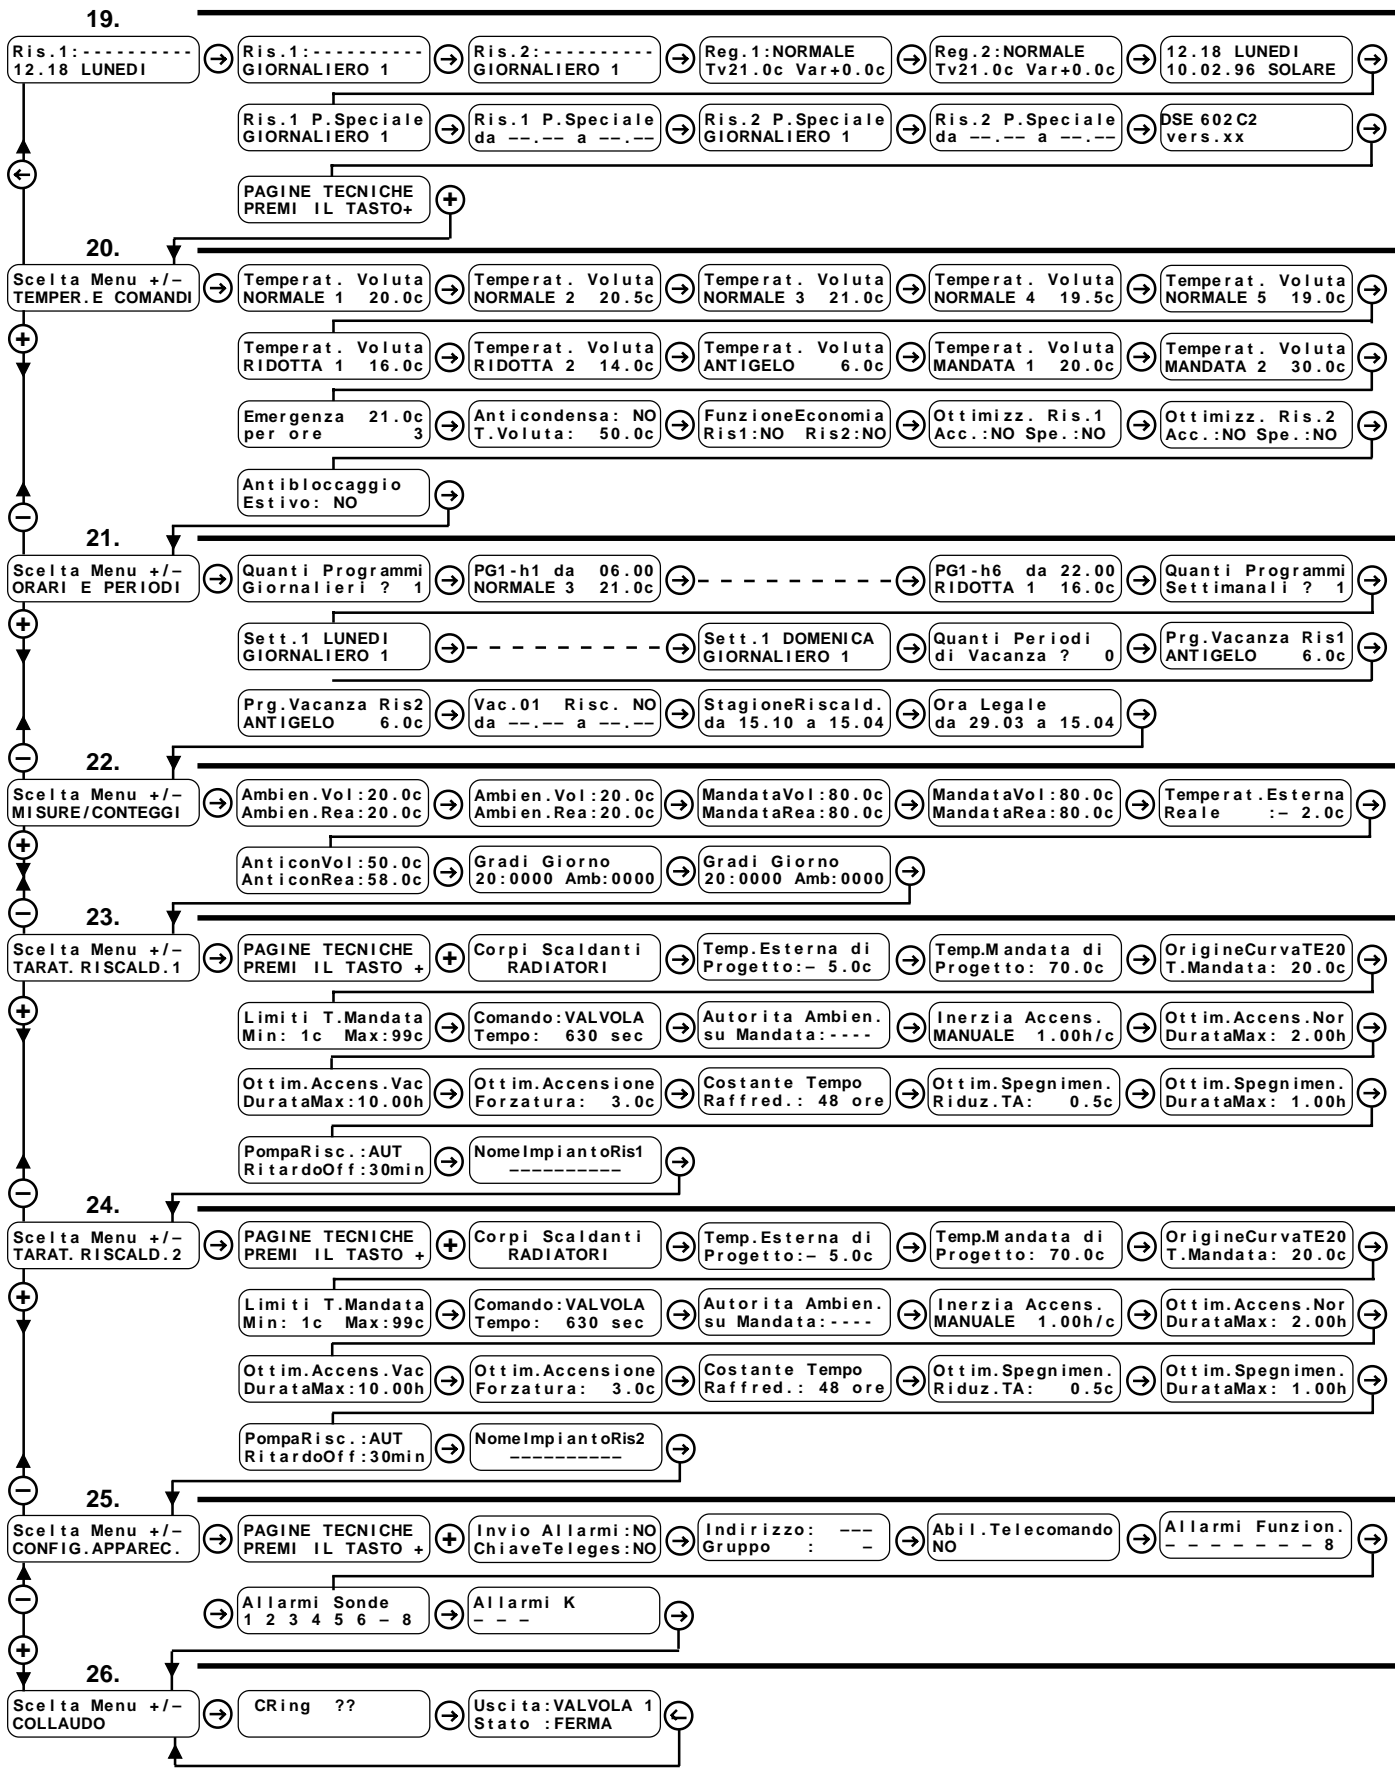 19.
Ris.1:----------
12.18 LUNEDI
Ris.1:----------
GIORNALIERO 1
Ris.2:----------
GIORNALIERO 1
Reg.1:NORMALE
Tv21.0c Var+0.0c
Reg.2:NORMALE
Tv21.0c Var+0.0c
12.18 LUNEDI
10.02.96 SOLARE
Ris.1 P.Speciale
GIORNALIERO 1
Ris.1 P.Speciale
da --.-- a --.--
Ris.2 P.Speciale
GIORNALIERO 1
Ris.2 P.Speciale
da --.-- a --.--
DSE 602 C2
vers.xx
PAGINE TECNICHE
PREMI IL TASTO+
20.
Scelta Menu +/–
TEMPER.E COMANDI
Temperat. Voluta
NORMALE 1 20.0c
Temperat. Voluta
NORMALE 2 20.5c
Temperat. Voluta
NORMALE 3 21.0c
Temperat. Voluta
NORMALE 4 19.5c
Temperat. Voluta
NORMALE 5 19.0c
Temperat. Voluta
RIDOTTA 1 16.0c
Temperat. Voluta
RIDOTTA 2 14.0c
Temperat. Voluta
ANTIGELO 6.0c
Temperat. Voluta
MANDATA 1 20.0c
Temperat. Voluta
MANDATA 2 30.0c
Emergenza 21.0c
per ore 3
Anticondensa: NO
T.Voluta: 50.0c
FunzioneEconomia
Ris1:NO Ris2:NO
Ottimizz. Ris.1
Acc.:NO Spe.:NO
Ottimizz. Ris.2
Acc.:NO Spe.:NO
Antibloccaggio
Estivo: NO
21.
Scelta Menu +/–
ORARI E PERIODI
Quanti Programmi
Giornalieri ? 1
PG1-h1 da 06.00
NORMALE 3 21.0c
PG1-h6 da 22.00
RIDOTTA 1 16.0c
Quanti Programmi
Settimanali ? 1
Sett.1 LUNEDI
GIORNALIERO 1
Sett.1 DOMENICA
GIORNALIERO 1
Quanti Periodi
di Vacanza ? 0
Prg.Vacanza Ris1
ANTIGELO 6.0c
Prg.Vacanza Ris2
ANTIGELO 6.0c
Vac.01 Risc. NO
da --.-- a --.--
StagioneRiscald.
da 15.10 a 15.04
Ora Legale
da 29.03 a 15.04
22.
Scelta Menu +/–
MISURE/CONTEGGI
Ambien.Vol:20.0c
Ambien.Rea:20.0c
Ambien.Vol:20.0c
Ambien.Rea:20.0c
MandataVol:80.0c
MandataRea:80.0c
MandataVol:80.0c
MandataRea:80.0c
Temperat.Esterna
Reale :– 2.0c
AnticonVol:50.0c
AnticonRea:58.0c
Gradi Giorno
20:0000 Amb:0000
Gradi Giorno
20:0000 Amb:0000
23.
Scelta Menu +/–
TARAT.RISCALD.1
PAGINE TECNICHE
PREMI IL TASTO +
Corpi Scaldanti
RADIATORI
Temp.Esterna di
Progetto:– 5.0c
Temp.Mandata di
Progetto: 70.0c
OrigineCurvaTE20
T.Mandata: 20.0c
Limiti T.Mandata
Min: 1c Max:99c
Comando:VALVOLA
Tempo: 630 sec
Autorita Ambien.
su Mandata:----
Inerzia Accens.
MANUALE 1.00h/c
Ottim.Accens.Nor
DurataMax: 2.00h
Ottim.Accens.Vac
DurataMax:10.00h
Ottim.Accensione
Forzatura: 3.0c
Costante Tempo
Raffred.: 48 ore
Ottim.Spegnimen.
Riduz.TA: 0.5c
Ottim.Spegnimen.
DurataMax: 1.00h
PompaRisc.:AUT
RitardoOff:30min
NomeImpiantoRis1
––––––––––
24.
Scelta Menu +/–
TARAT.RISCALD.2
PAGINE TECNICHE
PREMI IL TASTO +
Corpi Scaldanti
RADIATORI
Temp.Esterna di
Progetto:– 5.0c
Temp.Mandata di
Progetto: 70.0c
OrigineCurvaTE20
T.Mandata: 20.0c
Limiti T.Mandata
Min: 1c Max:99c
Comando:VALVOLA
Tempo: 630 sec
Autorita Ambien.
su Mandata:----
Inerzia Accens.
MANUALE 1.00h/c
Ottim.Accens.Nor
DurataMax: 2.00h
Ottim.Accens.Vac
DurataMax:10.00h
Ottim.Accensione
Forzatura: 3.0c
Costante Tempo
Raffred.: 48 ore
Ottim.Spegnimen.
Riduz.TA: 0.5c
Ottim.Spegnimen.
DurataMax: 1.00h
PompaRisc.:AUT
RitardoOff:30min
NomeImpiantoRis2
––––––––––
25.
Scelta Menu +/–
CONFIG.APPAREC.
PAGINE TECNICHE
PREMI IL TASTO +
Invio Allarmi:NO
ChiaveTeleges:NO
Indirizzo: –––
Gruppo : –
Abil.Telecomando
NO
Allarmi Funzion.
– – – – – – – 8
Allarmi Sonde
1 2 3 4 5 6 – 8
Allarmi K
– – –
26.
Scelta Menu +/–
COLLAUDO
CRing ??
Uscita:VALVOLA 1
Stato :FERMA